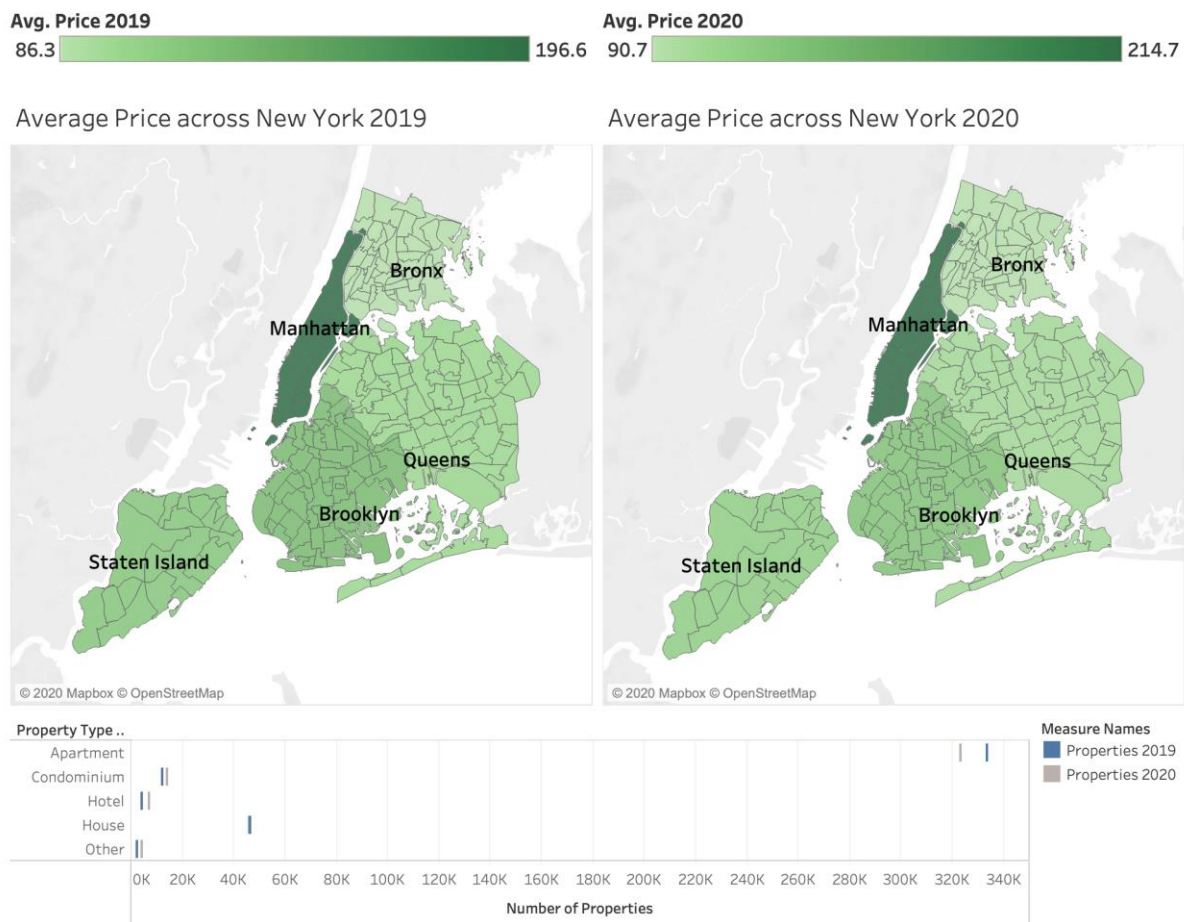 Avg. Price 2019
86.3 196.6
Avg. Price 2020
90.7 214.7
Average Price across New York 2019
Bronx
Manhattan
Queens
Brooklyn
Staten Island
© 2020 Mapbox © OpenStreetMap
Average Price across New York 2020
Bronx
Manhattan
Queens
Brooklyn
Staten Island
© 2020 Mapbox © OpenStreetMap
Property Type ..
Apartment
Condominium
Hotel
House
Other
0K 20K 40K 60K 80K 100K 120K 140K 160K 180K 200K 220K 240K 260K 280K 300K 320K 340K
Number of Properties
Measure Names
Properties 2019
Properties 2020